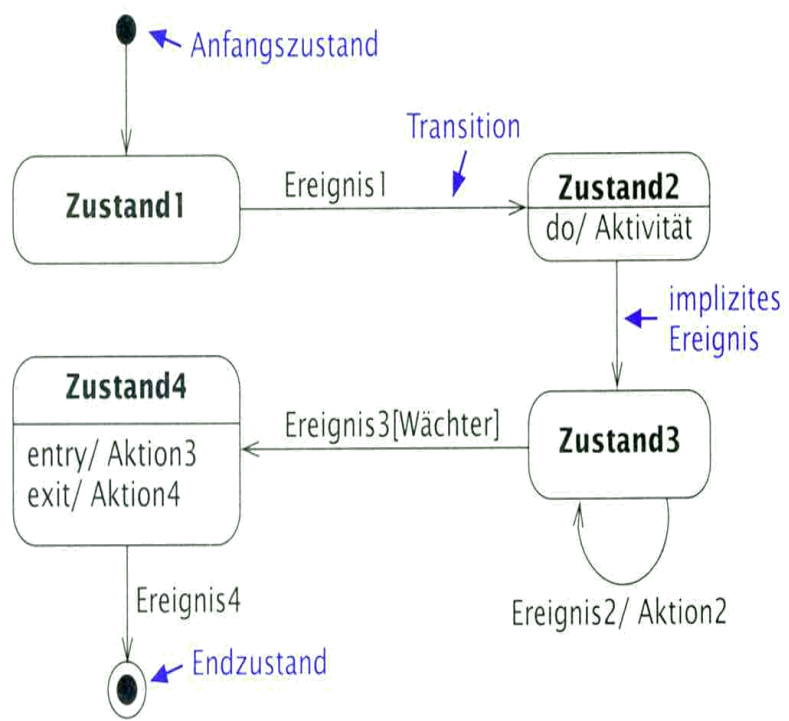 Anfangszustand
Transition
Ereignis1
Zustand1
Zustand2
do/ Aktivität
implizites
Ereignis
Zustand4
entry/ Aktion3
exit/ Aktion4
Ereignis3[Wächter]
Zustand3
Ereignis2/ Aktion2
Ereignis4
Endzustand